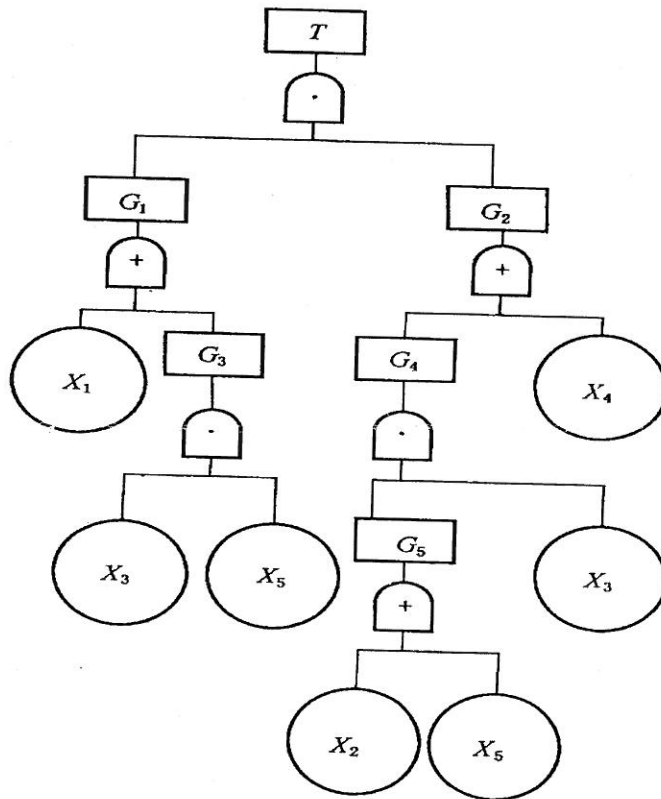 T
·
G₁ G₂
+ +
X₁ G₃ G₄ X₄
· ·
X₃ X₅ G₅ X₃
+
X₂ X₅